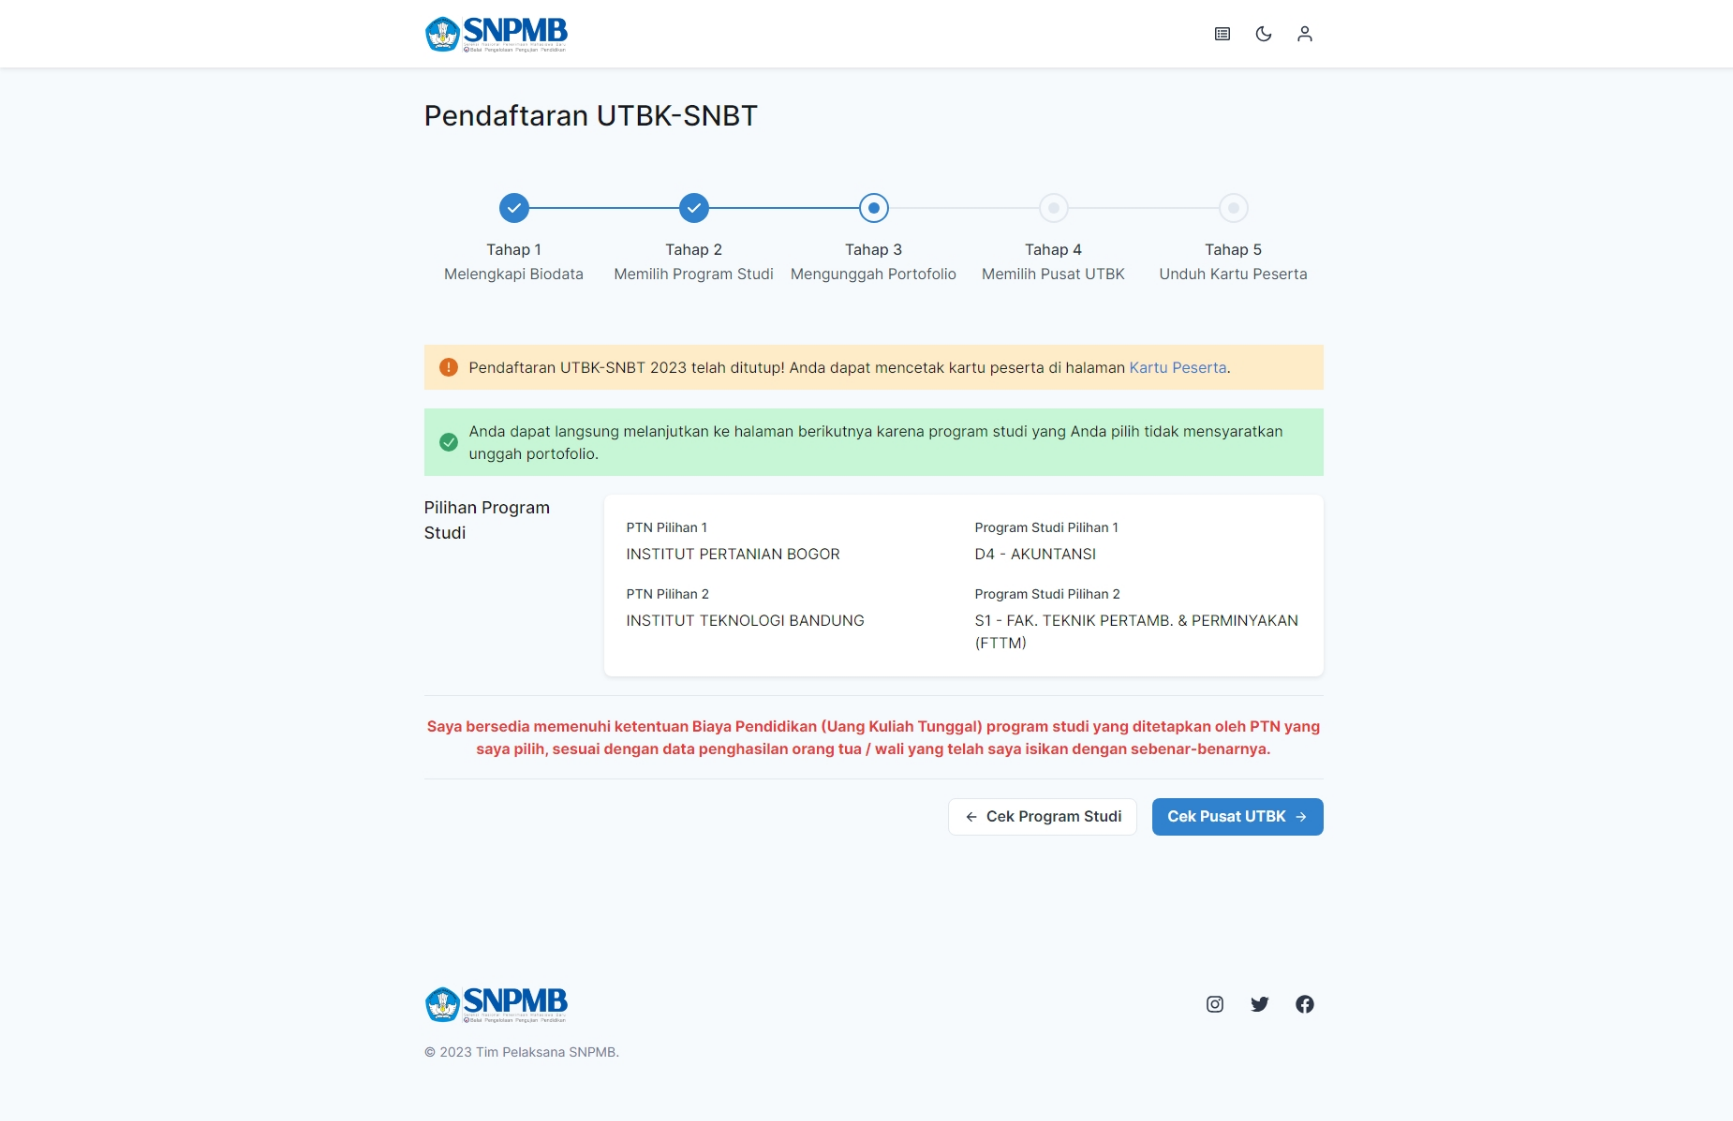 SNPMB
Pendaftaran UTBK-SNBT
Tahap 1
Melengkapi Biodata
Tahap 2
Memilih Program Studi
Tahap 3
Mengunggah Portofolio
Tahap 4
Memilih Pusat UTBK
Tahap 5
Unduh Kartu Peserta
Pendaftaran UTBK-SNBT 2023 telah ditutup! Anda dapat mencetak kartu peserta di halaman Kartu Peserta.
Anda dapat langsung melanjutkan ke halaman berikutnya karena program studi yang Anda pilih tidak mensyaratkan
unggah portofolio.
Pilihan Program
Studi
PTN Pilihan 1
INSTITUT PERTANIAN BOGOR
Program Studi Pilihan 1
D4 - AKUNTANSI
PTN Pilihan 2
INSTITUT TEKNOLOGI BANDUNG
Program Studi Pilihan 2
S1 - FAK. TEKNIK PERTAMB. & PERMINYAKAN
(FTTM)
Saya bersedia memenuhi ketentuan Biaya Pendidikan (Uang Kuliah Tunggal) program studi yang ditetapkan oleh PTN yang
saya pilih, sesuai dengan data penghasilan orang tua / wali yang telah saya isikan dengan sebenar-benarnya.
← Cek Program Studi
Cek Pusat UTBK →
SNPMB
© 2023 Tim Pelaksana SNPMB.